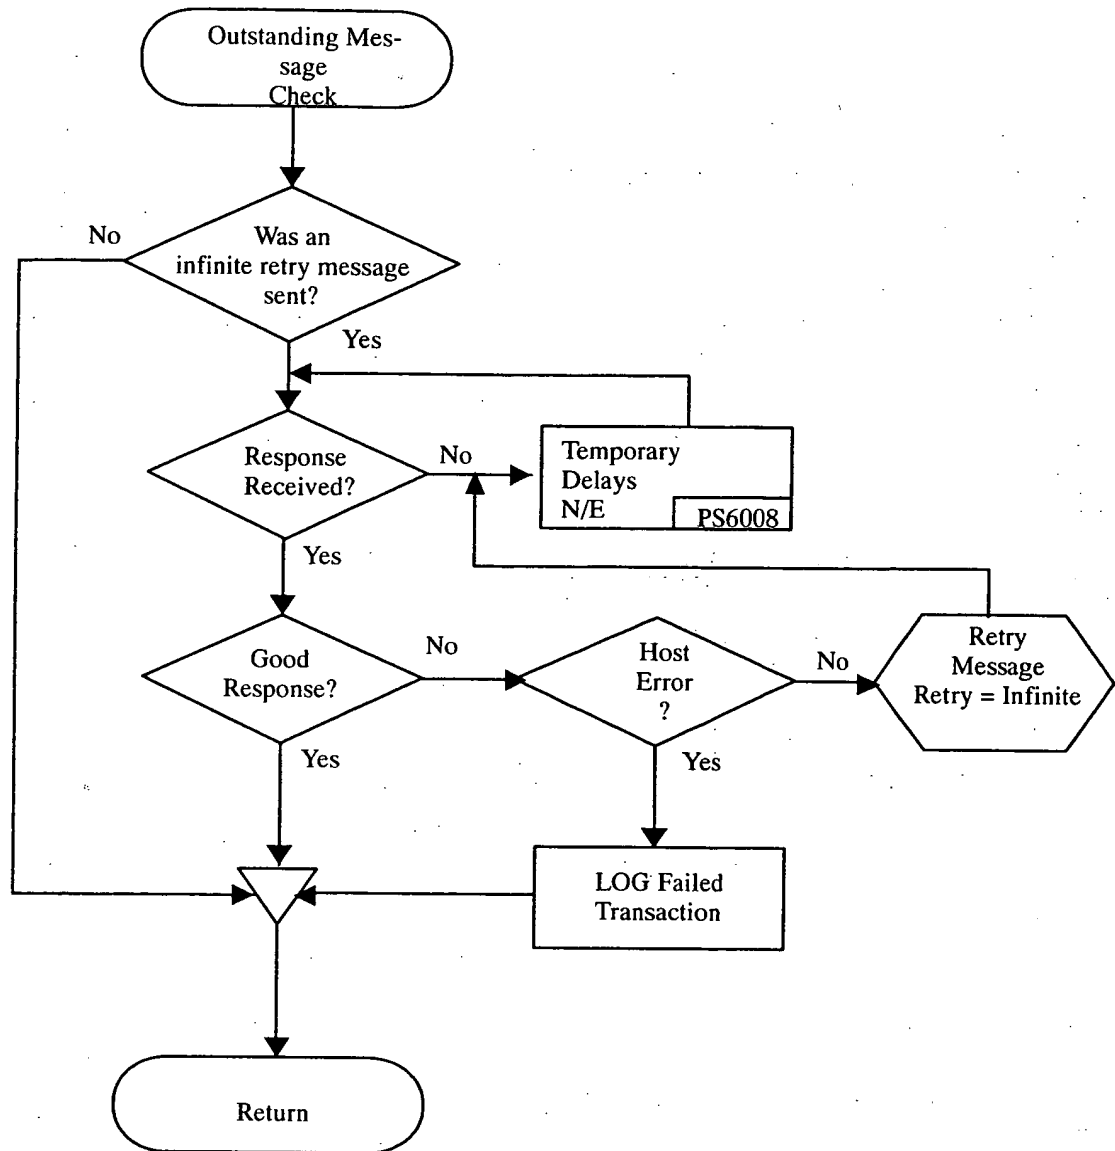 Outstanding Mes-
sage
Check
No
Was an
infinite retry message
sent?
Yes
Response
Received?
No
Temporary
Delays
N/E
PS6008
Yes
Good
Response?
No
Host
Error
?
No
Retry
Message
Retry = Infinite
Yes
Yes
LOG Failed
Transaction
Return